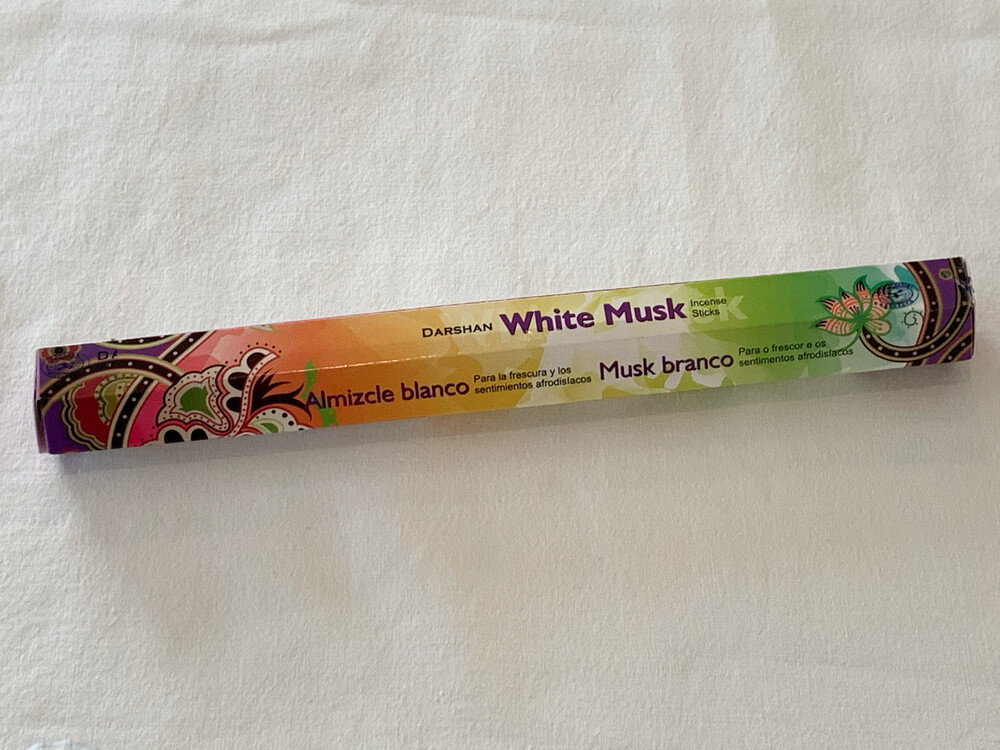 DARSHAN White Musk Incense
Sticks
Almizcle blanco Para la frescura y los
sentimientos afrodisíacos
Musk branco Para o frescor e os
sentimentos afrodisíacos